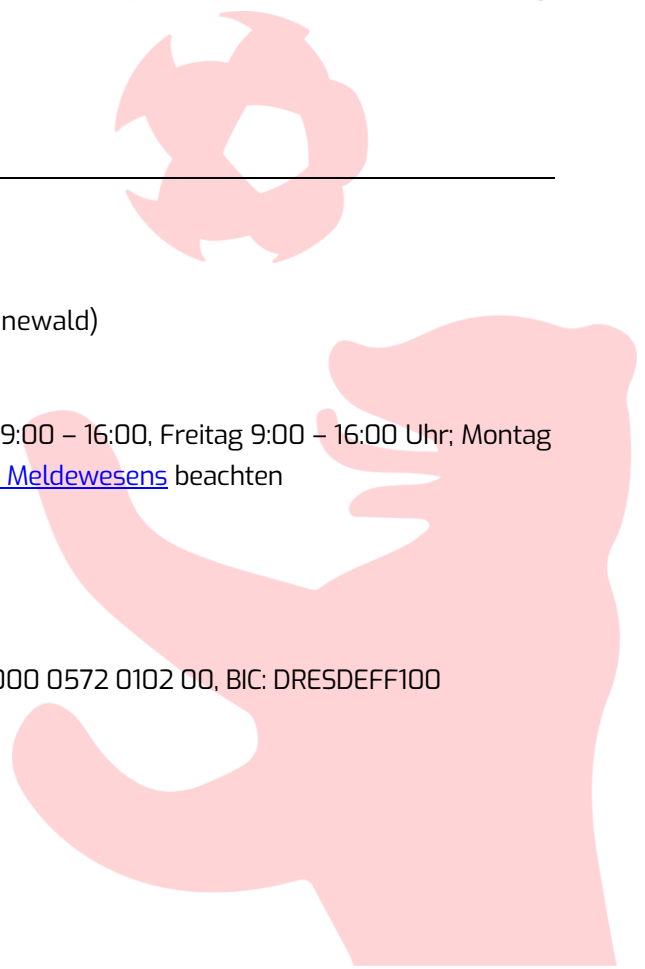 newald)
9:00 – 16:00, Freitag 9:00 – 16:00 Uhr; Montag
Meldewesens beachten
000 0572 0102 00, BIC: DRESDEFF100